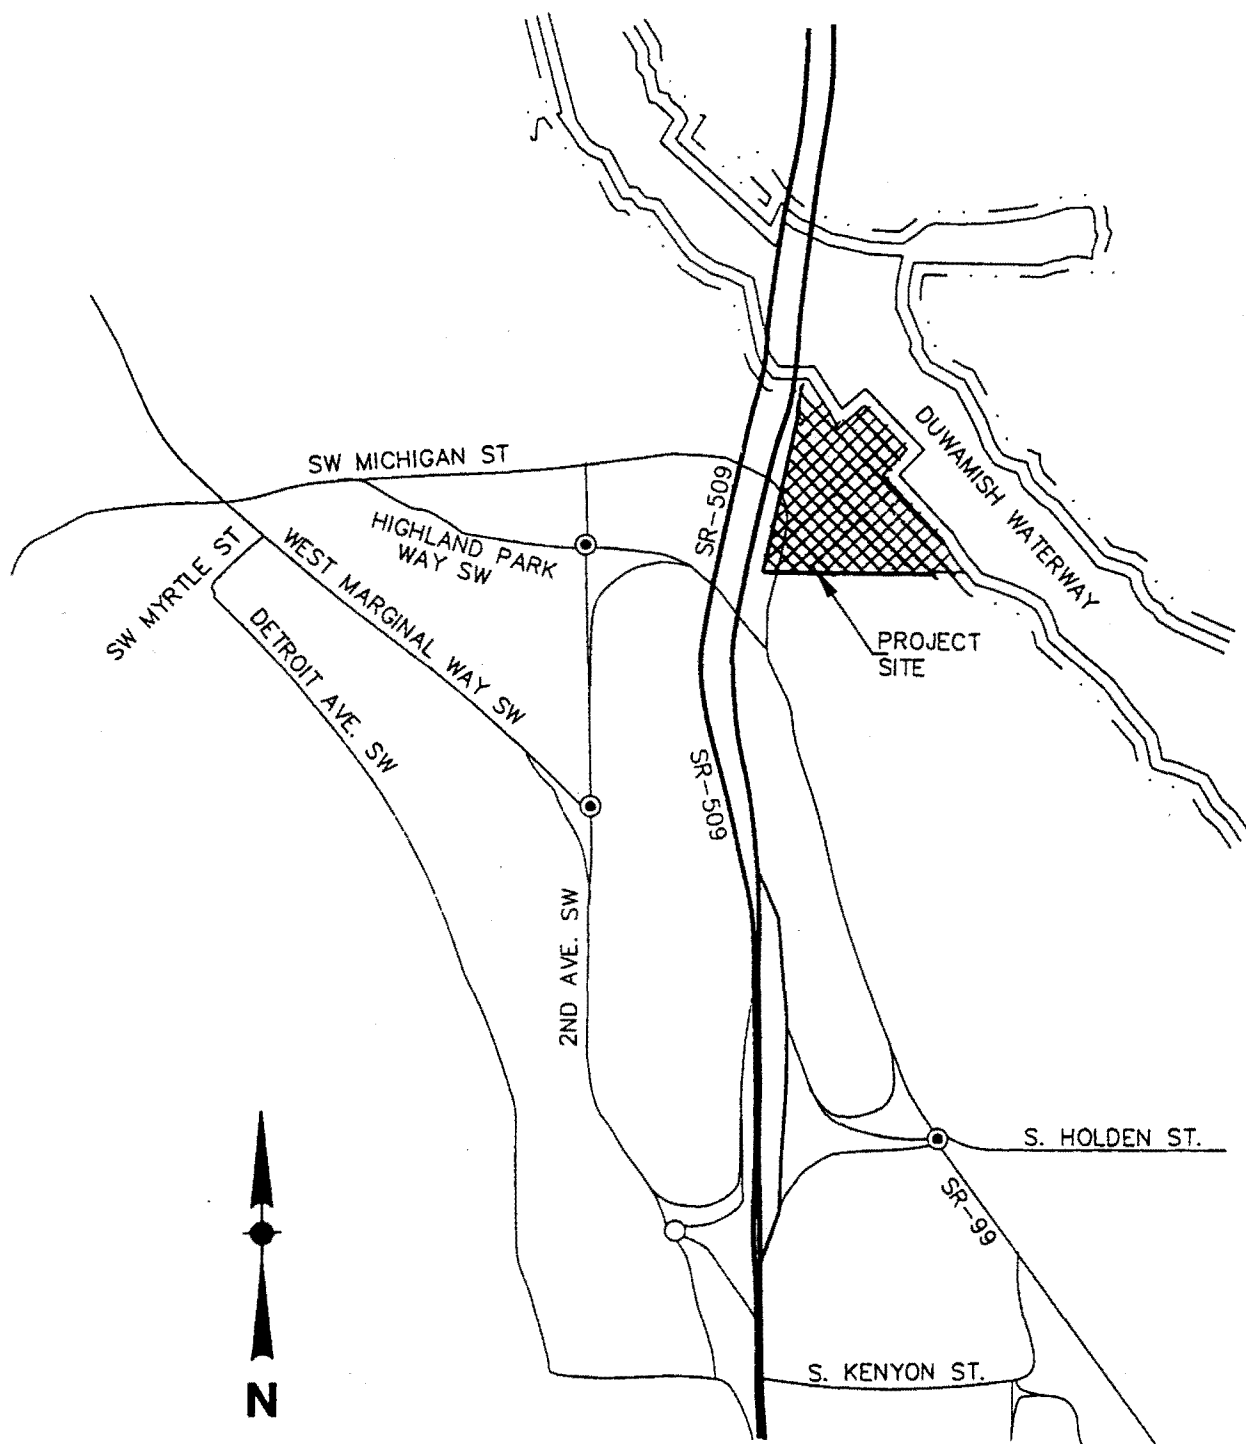 DUWAMISH WATERWAY
SW MICHIGAN ST
SR-509
HIGHLAND PARK
WAY SW
SW MYRTLE ST
WEST MARGINAL WAY SW
DETROIT AVE. SW
PROJECT
SITE
SR-509
2ND AVE. SW
S. HOLDEN ST.
SR-99
S. KENYON ST.
N